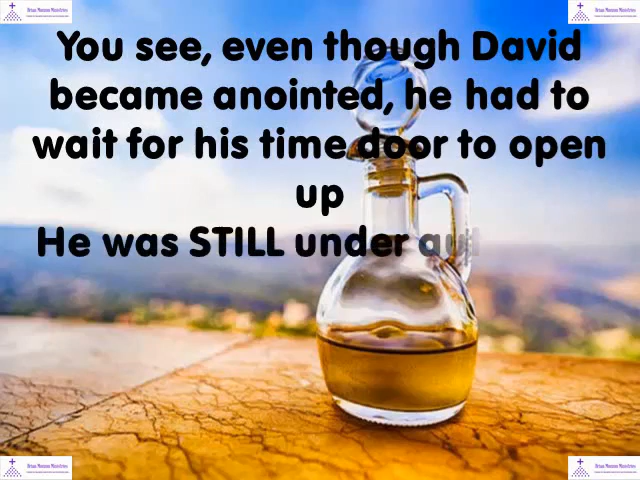 You see, even though David
became anointed, he had to
wait for his time door to open
up
He was STILL under